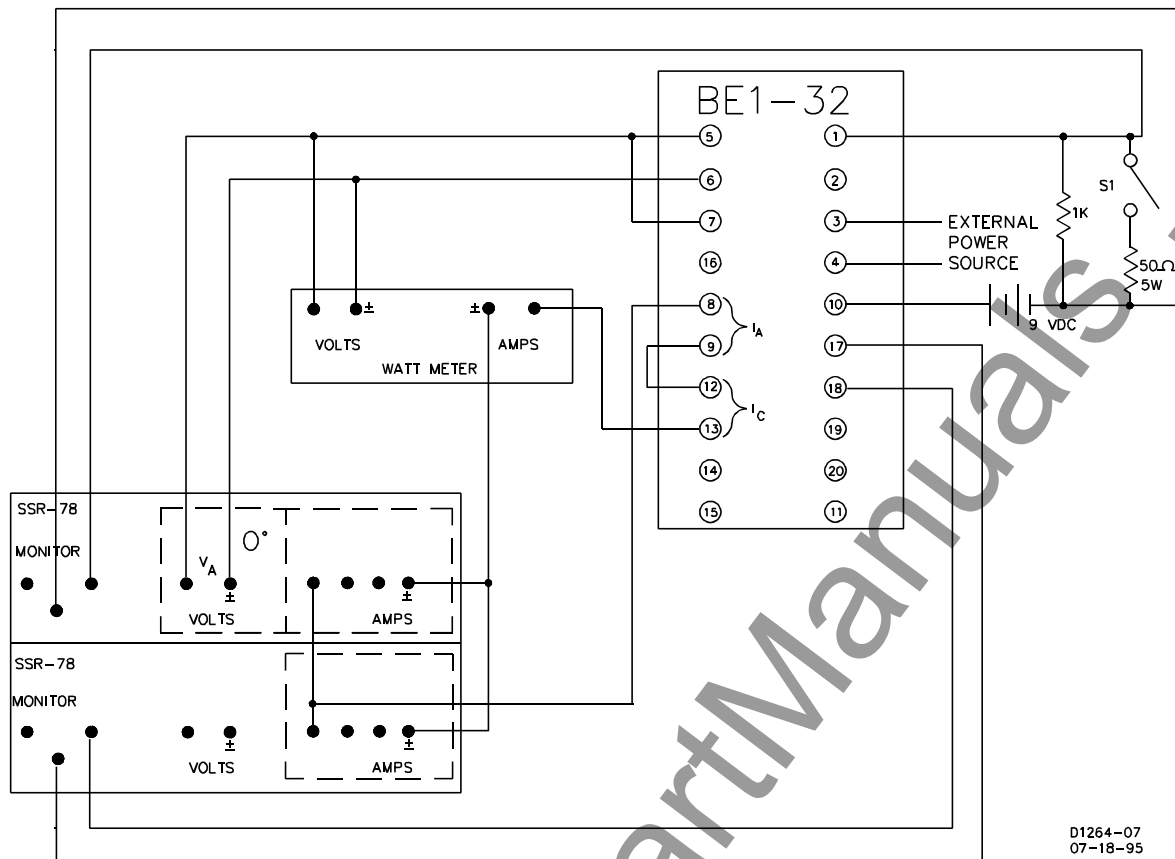 BE1-32
5 1
6 2
7 3 EXTERNAL
POWER
16 4 SOURCE
8 10 9 VDC
I_A
9 17
12 18
I_C
13 19
14 20
15 11
1K
S1
50Ω
5W
± ±
VOLTS AMPS
WATT METER
SSR-78
MONITOR
V_A 0°
± ±
VOLTS AMPS
SSR-78
MONITOR
± ±
VOLTS AMPS
D1264-07
07-18-95
artManuals